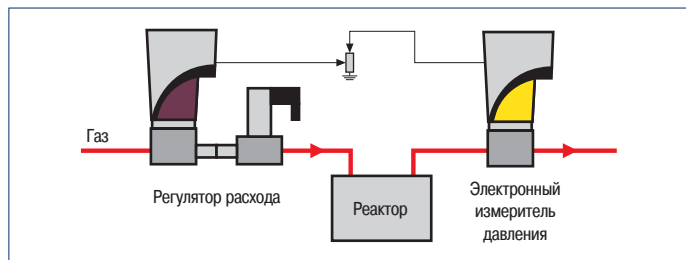 Газ
Регулятор расхода
Реактор
Электронный
измеритель
давления